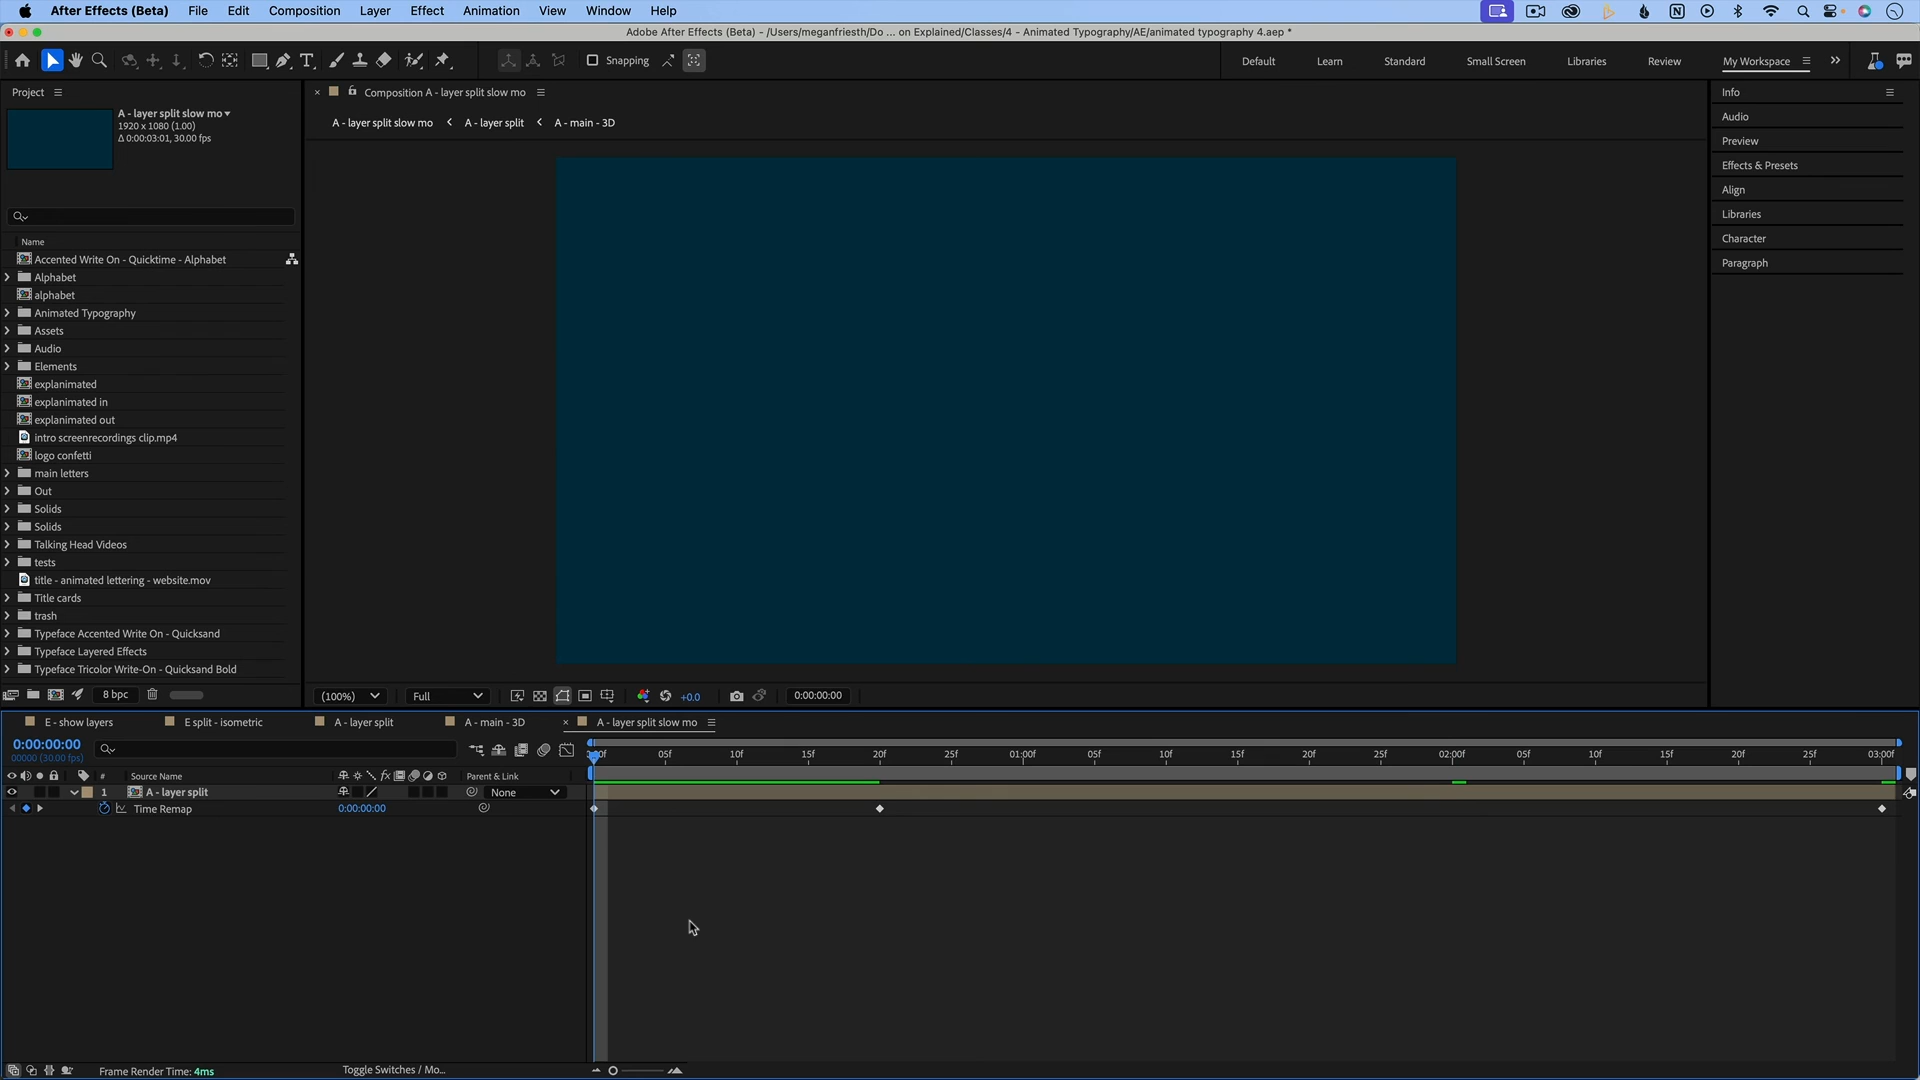 After Effects (Beta) File Edit Composition Layer Effect Animation View Window Help
Adobe After Effects (Beta) - /Users/meganfriesth/Do ... on Explained/Classes/4 - Animated Typography/AE/animated typography 4.aep *
Snapping Default Learn Standard Small Screen Libraries Review My Workspace
Project
A - layer split slow mo
1920 x 1080 (1.00)
Δ 0:00:03:01, 30.00 fps
Name
Accented Write On - Quicktime - Alphabet
Alphabet
alphabet
Animated Typography
Assets
Audio
Elements
explanimated
explanimated in
explanimated out
intro screenrecordings clip.mp4
logo confetti
main letters
Out
Solids
Solids
Talking Head Videos
tests
title - animated lettering - website.mov
Title cards
trash
Typeface Accented Write On - Quicksand
Typeface Layered Effects
Typeface Tricolor Write-On - Quicksand Bold
8 bpc
Composition A - layer split slow mo
A - layer split slow mo A - layer split A - main - 3D
(100%) Full +0.0 0:00:00:00
Info
Audio
Preview
Effects & Presets
Align
Libraries
Character
Paragraph
E - show layers E split - isometric A - layer split A - main - 3D A - layer split slow mo
0:00:00:00
00000 (30.00 fps)
:00f 05f 10f 15f 20f 25f 01:00f 05f 10f 15f 20f 25f 02:00f 05f 10f 15f 20f 25f 03:00f
# Source Name fx Parent & Link
1 A - layer split None
Time Remap 0:00:00:00
Frame Render Time: 4ms Toggle Switches / Mo...